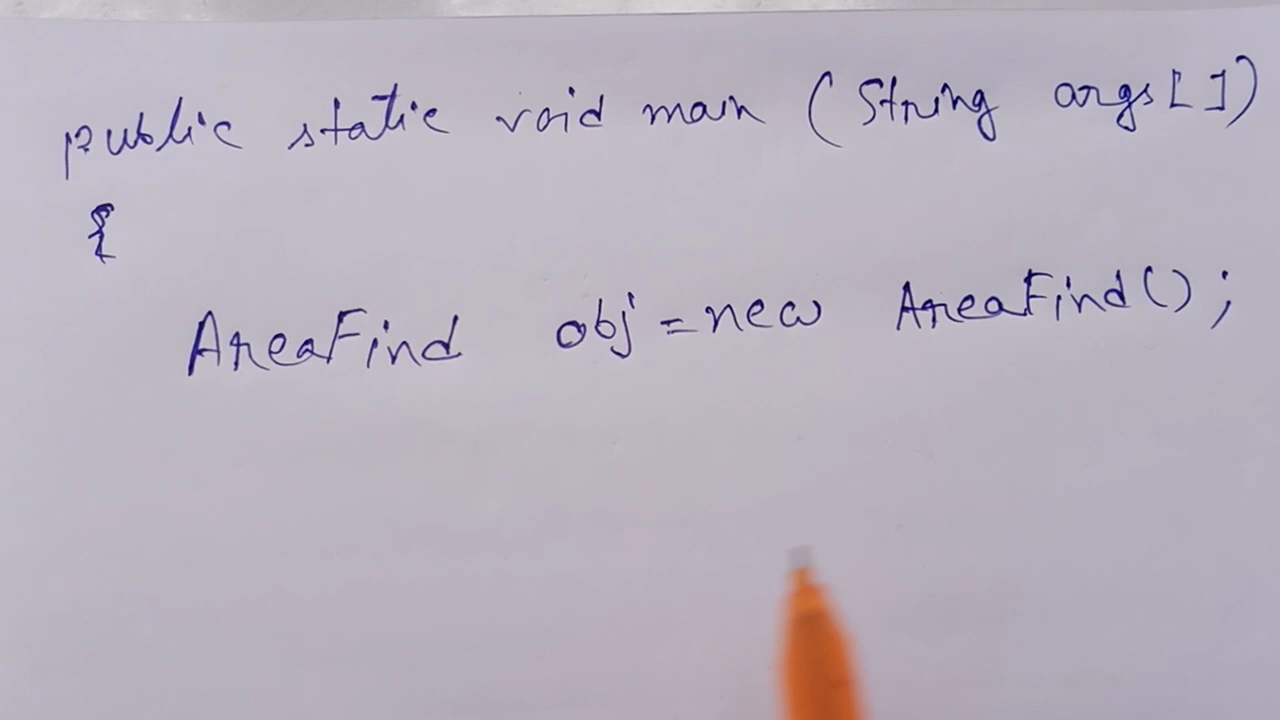 public static void main (String args[])
{
AreaFind obj=new AreaFind();